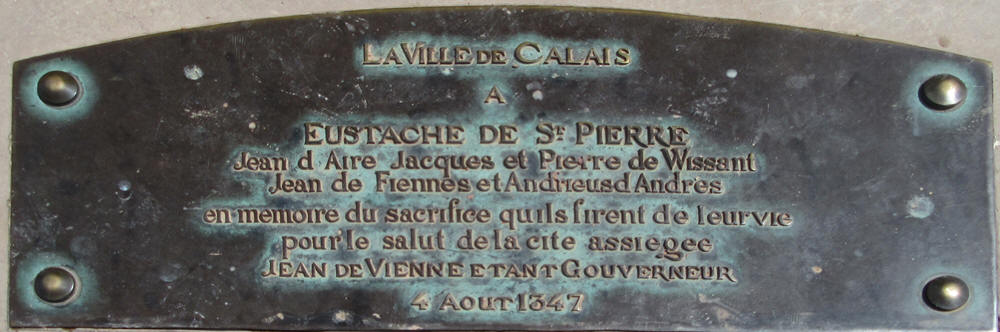 LA VILLE DE CALAIS
A
EUSTACHE DE ST PIERRE
Jean d Aire Jacques et Pierre de Wissant
Jean de Fiennes et Andrieus d Andres
en memoire du sacrifice quils firent de leur vie
pour le salut de la cite assiegee
JEAN DE VIENNE ETANT GOUVERNEUR
4 AOUT 1347